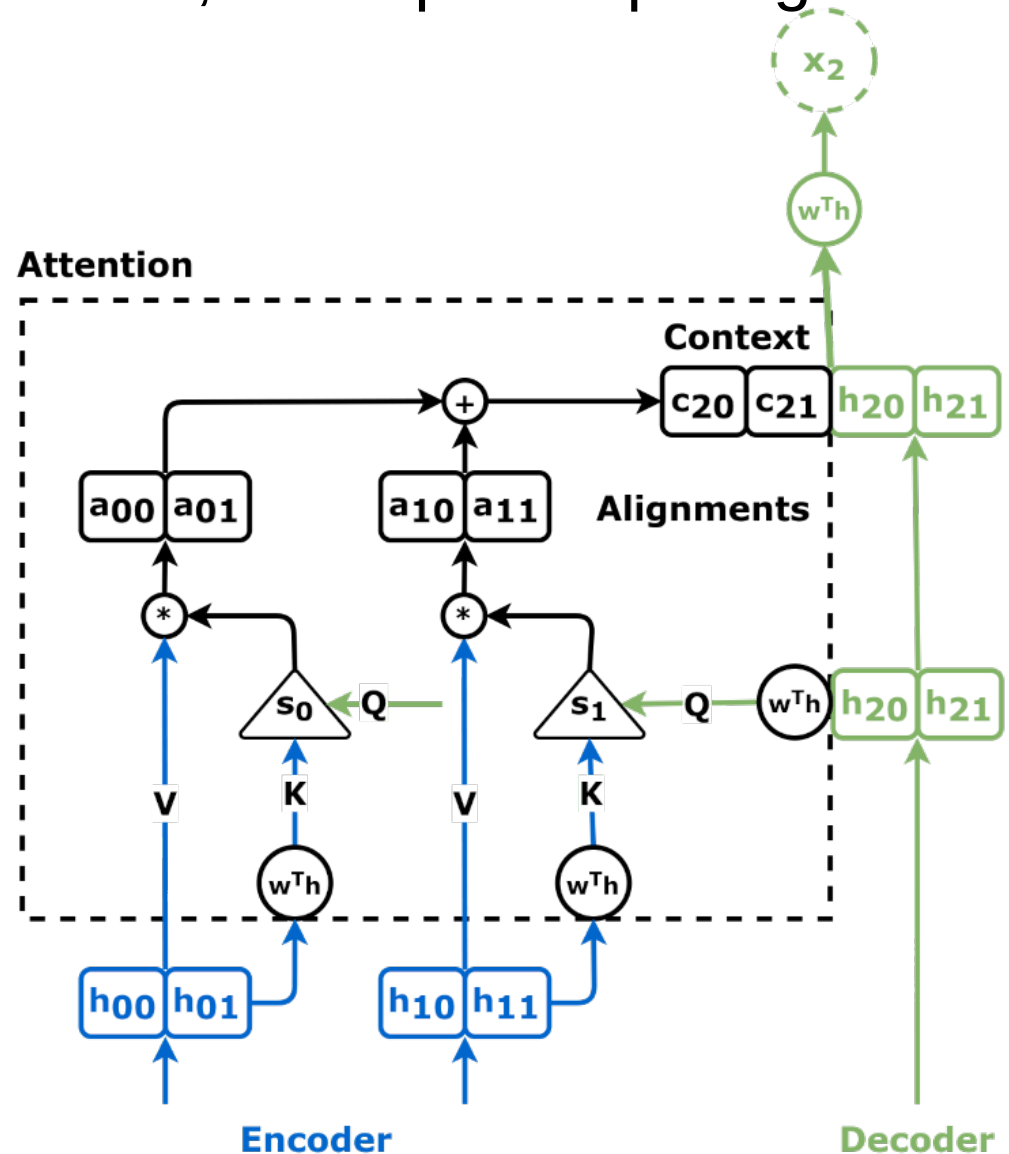 x2
wTh
Attention
Context
+
c20 c21 h20 h21
a00 a01 a10 a11 Alignments
* *
s0 Q s1 Q wTh h20 h21
V K V K
wTh wTh
h00 h01 h10 h11
Encoder Decoder